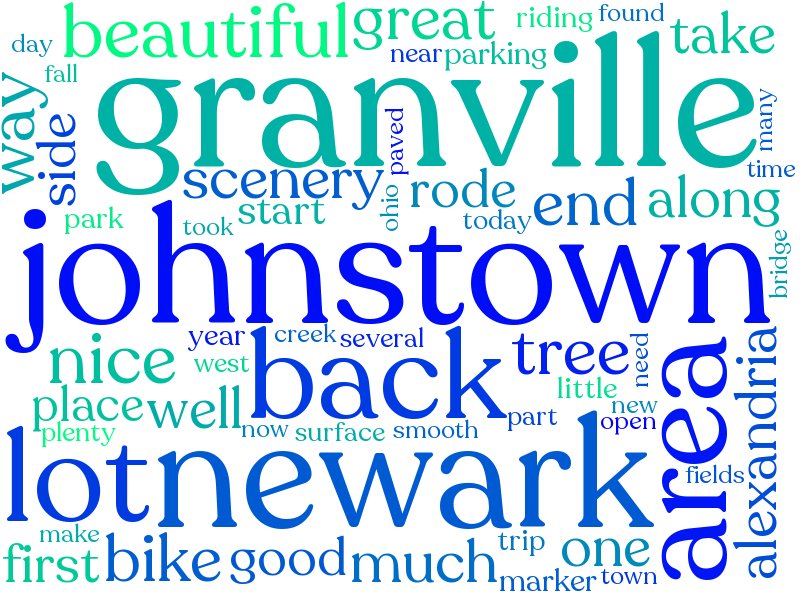 beautiful great riding found
day near parking take
fall
way granville
side paved many
scenery rode end along time
park took start ohio today
johnstown bridge
year creek several
nice west back tree need
place well little new
plenty now surface smooth part open
lot newark area alexandria
fields
make
first bike good much trip one
marker town